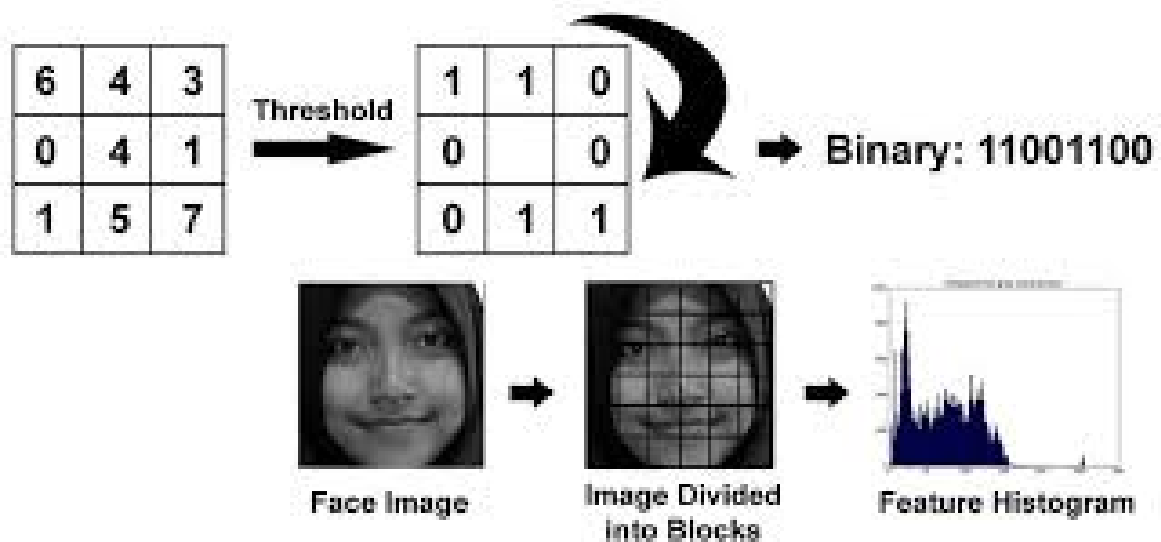 6 4 3
0 4 1
1 5 7
Threshold
1 1 0
0 0
0 1 1
Binary: 11001100
Face Image
Image Divided
into Blocks
Feature Histogram